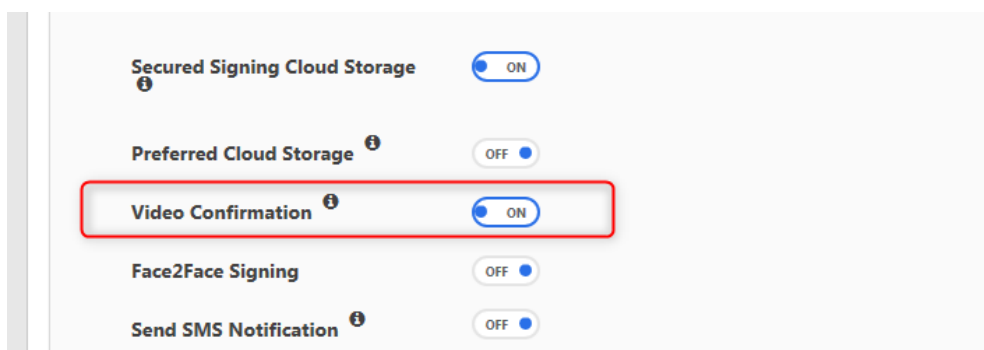 Secured Signing Cloud Storage ON
Preferred Cloud Storage OFF
Video Confirmation ON
Face2Face Signing OFF
Send SMS Notification OFF